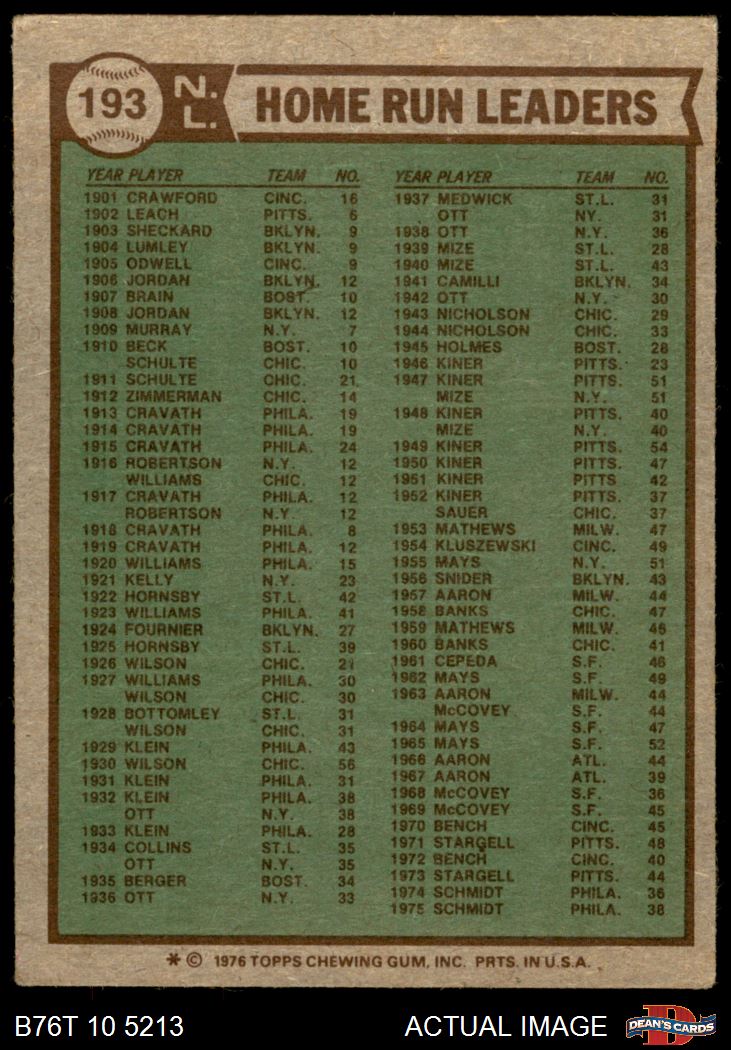 193 N.L. HOME RUN LEADERS
YEAR PLAYER TEAM NO.
1901 CRAWFORD CINC. 16
1902 LEACH PITTS. 6
1903 SHECKARD BKLYN. 9
1904 LUMLEY BKLYN. 9
1905 ODWELL CINC. 9
1906 JORDAN BKLYN. 12
1907 BRAIN BOST. 10
1908 JORDAN BKLYN. 12
1909 MURRAY N.Y. 7
1910 BECK BOST. 10
SCHULTE CHIC. 10
1911 SCHULTE CHIC. 21
1912 ZIMMERMAN CHIC. 14
1913 CRAVATH PHILA. 19
1914 CRAVATH PHILA. 19
1915 CRAVATH PHILA. 24
1916 ROBERTSON N.Y. 12
WILLIAMS CHIC. 12
1917 CRAVATH PHILA. 12
ROBERTSON N.Y. 12
1918 CRAVATH PHILA. 8
1919 CRAVATH PHILA. 12
1920 WILLIAMS PHILA. 15
1921 KELLY N.Y. 23
1922 HORNSBY ST.L. 42
1923 WILLIAMS PHILA. 41
1924 FOURNIER BKLYN. 27
1925 HORNSBY ST.L. 39
1926 WILSON CHIC. 21
1927 WILLIAMS PHILA. 30
WILSON CHIC. 30
1928 BOTTOMLEY ST.L. 31
WILSON CHIC. 31
1929 KLEIN PHILA. 43
1930 WILSON CHIC. 56
1931 KLEIN PHILA. 31
1932 KLEIN PHILA. 38
OTT N.Y. 38
1933 KLEIN PHILA. 28
1934 COLLINS ST.L. 35
OTT N.Y. 35
1935 BERGER BOST. 34
1936 OTT N.Y. 33
YEAR PLAYER TEAM NO.
1937 MEDWICK ST.L. 31
OTT NY. 31
1938 OTT N.Y. 36
1939 MIZE ST.L. 28
1940 MIZE ST.L. 43
1941 CAMILLI BKLYN. 34
1942 OTT N.Y. 30
1943 NICHOLSON CHIC. 29
1944 NICHOLSON CHIC. 33
1945 HOLMES BOST. 28
1946 KINER PITTS. 23
1947 KINER PITTS. 51
MIZE N.Y. 51
1948 KINER PITTS. 40
MIZE N.Y. 40
1949 KINER PITTS. 54
1950 KINER PITTS. 47
1951 KINER PITTS 42
1952 KINER PITTS. 37
SAUER CHIC. 37
1953 MATHEWS MILW. 47
1954 KLUSZEWSKI CINC. 49
1955 MAYS N.Y. 51
1956 SNIDER BKLYN. 43
1957 AARON MILW. 44
1958 BANKS CHIC. 47
1959 MATHEWS MILW. 46
1960 BANKS CHIC. 41
1961 CEPEDA S.F. 46
1962 MAYS S.F. 49
1963 AARON MILW. 44
McCOVEY S.F. 44
1964 MAYS S.F. 47
1965 MAYS S.F. 52
1966 AARON ATL. 44
1967 AARON ATL. 39
1968 McCOVEY S.F. 36
1969 McCOVEY S.F. 45
1970 BENCH CINC. 45
1971 STARGELL PITTS. 48
1972 BENCH CINC. 40
1973 STARGELL PITTS. 44
1974 SCHMIDT PHILA. 36
1975 SCHMIDT PHILA. 38
* © 1976 TOPPS CHEWING GUM, INC. PRTS. IN U.S.A.
B76T 10 5213 ACTUAL IMAGE DEAN'S CARDS